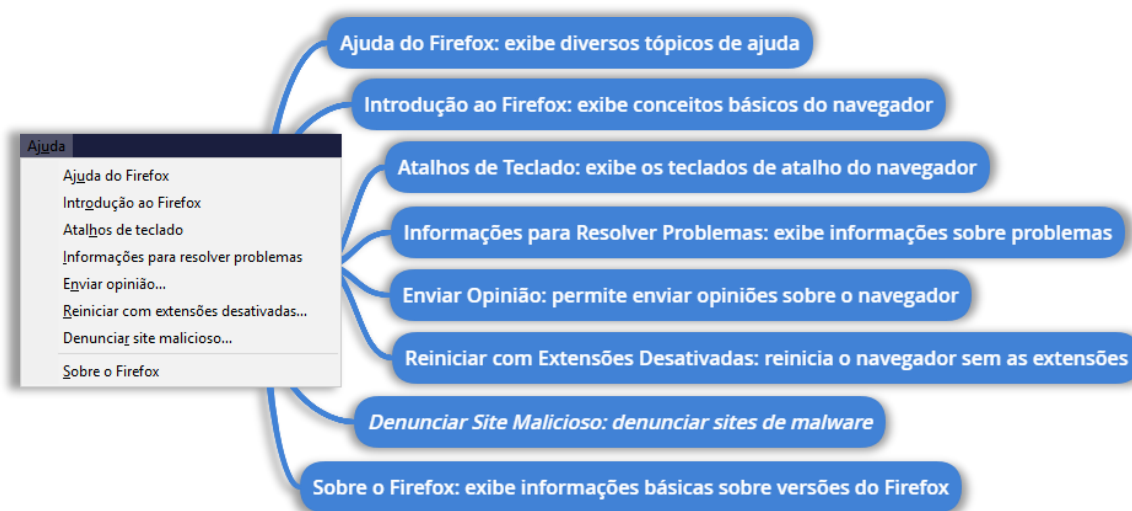 Ajuda do Firefox: exibe diversos tópicos de ajuda
Introdução ao Firefox: exibe conceitos básicos do navegador
Ajuda
Ajuda do Firefox
Introdução ao Firefox
Atalhos de teclado
Informações para resolver problemas
Enviar opinião...
Reiniciar com extensões desativadas...
Denunciar site malicioso...
Sobre o Firefox
Atalhos de Teclado: exibe os teclados de atalho do navegador
Informações para Resolver Problemas: exibe informações sobre problemas
Enviar Opinião: permite enviar opiniões sobre o navegador
Reiniciar com Extensões Desativadas: reinicia o navegador sem as extensões
Denunciar Site Malicioso: denunciar sites de malware
Sobre o Firefox: exibe informações básicas sobre versões do Firefox